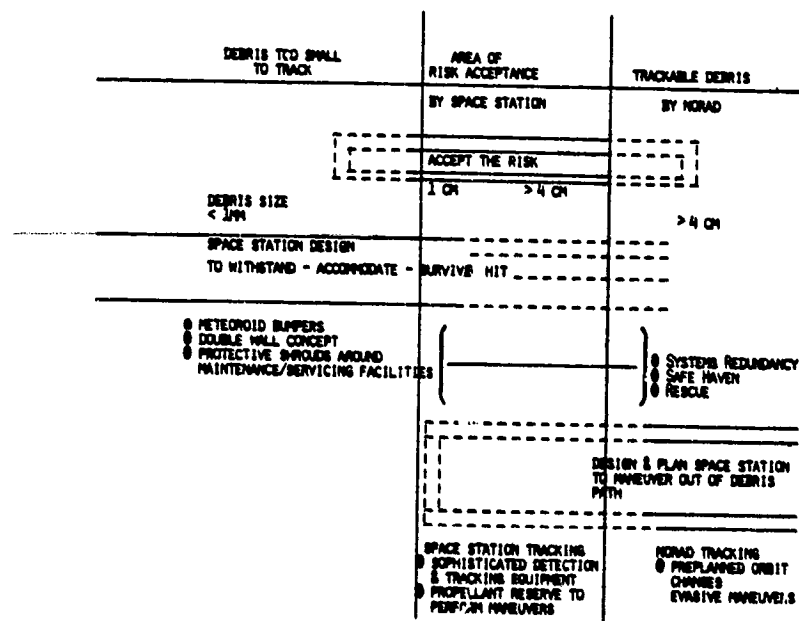 DEBRIS TOO SMALL
TO TRACK
AREA OF
RISK ACCEPTANCE
TRACKABLE DEBRIS
BY SPACE STATION
BY NORAD
ACCEPT THE RISK
1 CM >4 CM
DEBRIS SIZE
< 1MM
>4 CM
SPACE STATION DESIGN
TO WITHSTAND - ACCOMMODATE - SURVIVE HIT
METEOROID BUMPERS
DOUBLE WALL CONCEPT
PROTECTIVE SHROUDS AROUND
MAINTENANCE/SERVICING FACILITIES
SYSTEMS REDUNDANCY
SAFE HAVEN
RESCUE
DESIGN & PLAN SPACE STATION
TO MANEUVER OUT OF DEBRIS
PATH
SPACE STATION TRACKING
SOPHISTICATED DETECTION
& TRACKING EQUIPMENT
PROPELLANT RESERVE TO
PERFORM MANEUVERS
NORAD TRACKING
PREPLANNED ORBIT
CHANGES
EVASIVE MANEUVERS